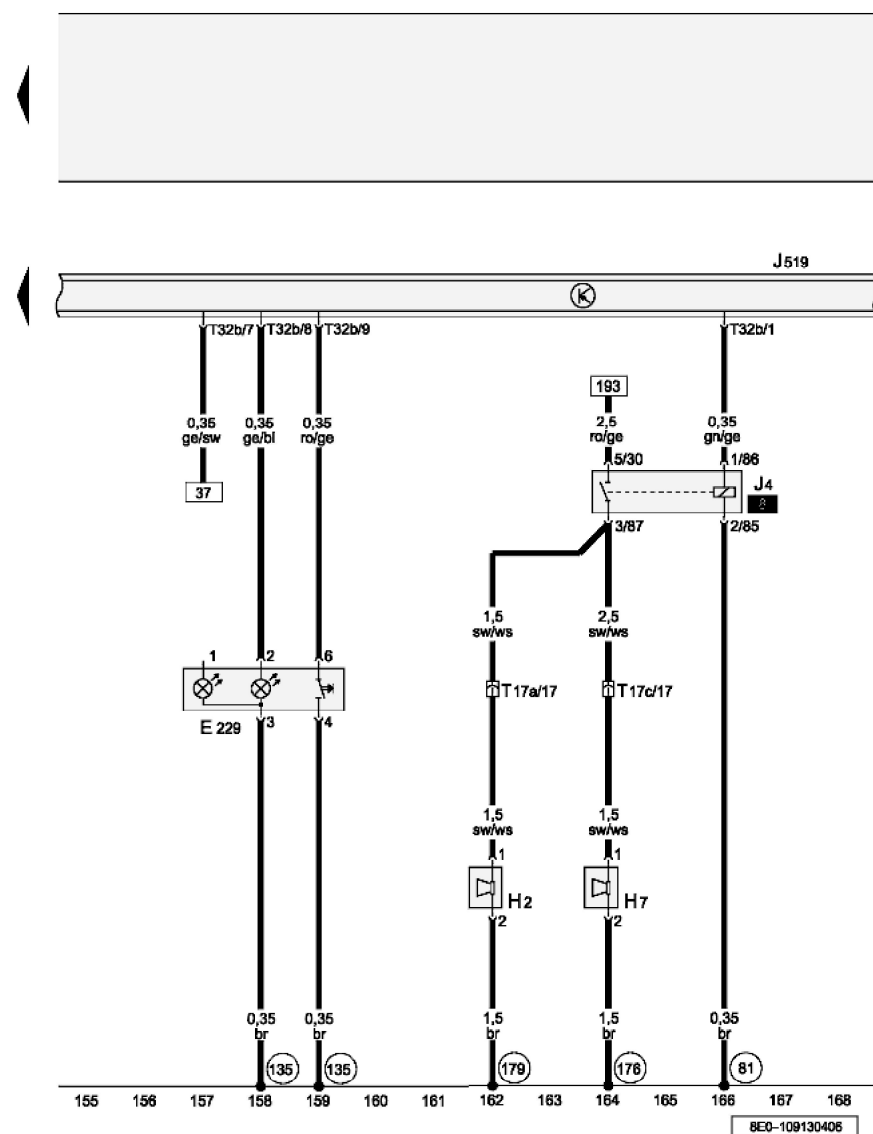 J519
T32b/7 T32b/8 T32b/9 T32b/1
193
0,35 0,35 0,35 2,5 0,35
ge/sw ge/bl ro/ge ro/ge gn/ge
5/30 1/86
37 J4
8
3/87 2/85
1,5 2,5
sw/ws sw/ws
1 2 6
T17a/17 T17c/17
E229 3 4
1,5 1,5
sw/ws sw/ws
1 1
H2 H7
2 2
0,35 0,35 1,5 1,5 0,35
br br br br br
135 135 179 176 81
155 156 157 158 159 160 161 162 163 164 165 166 167 168
8E0-109130406